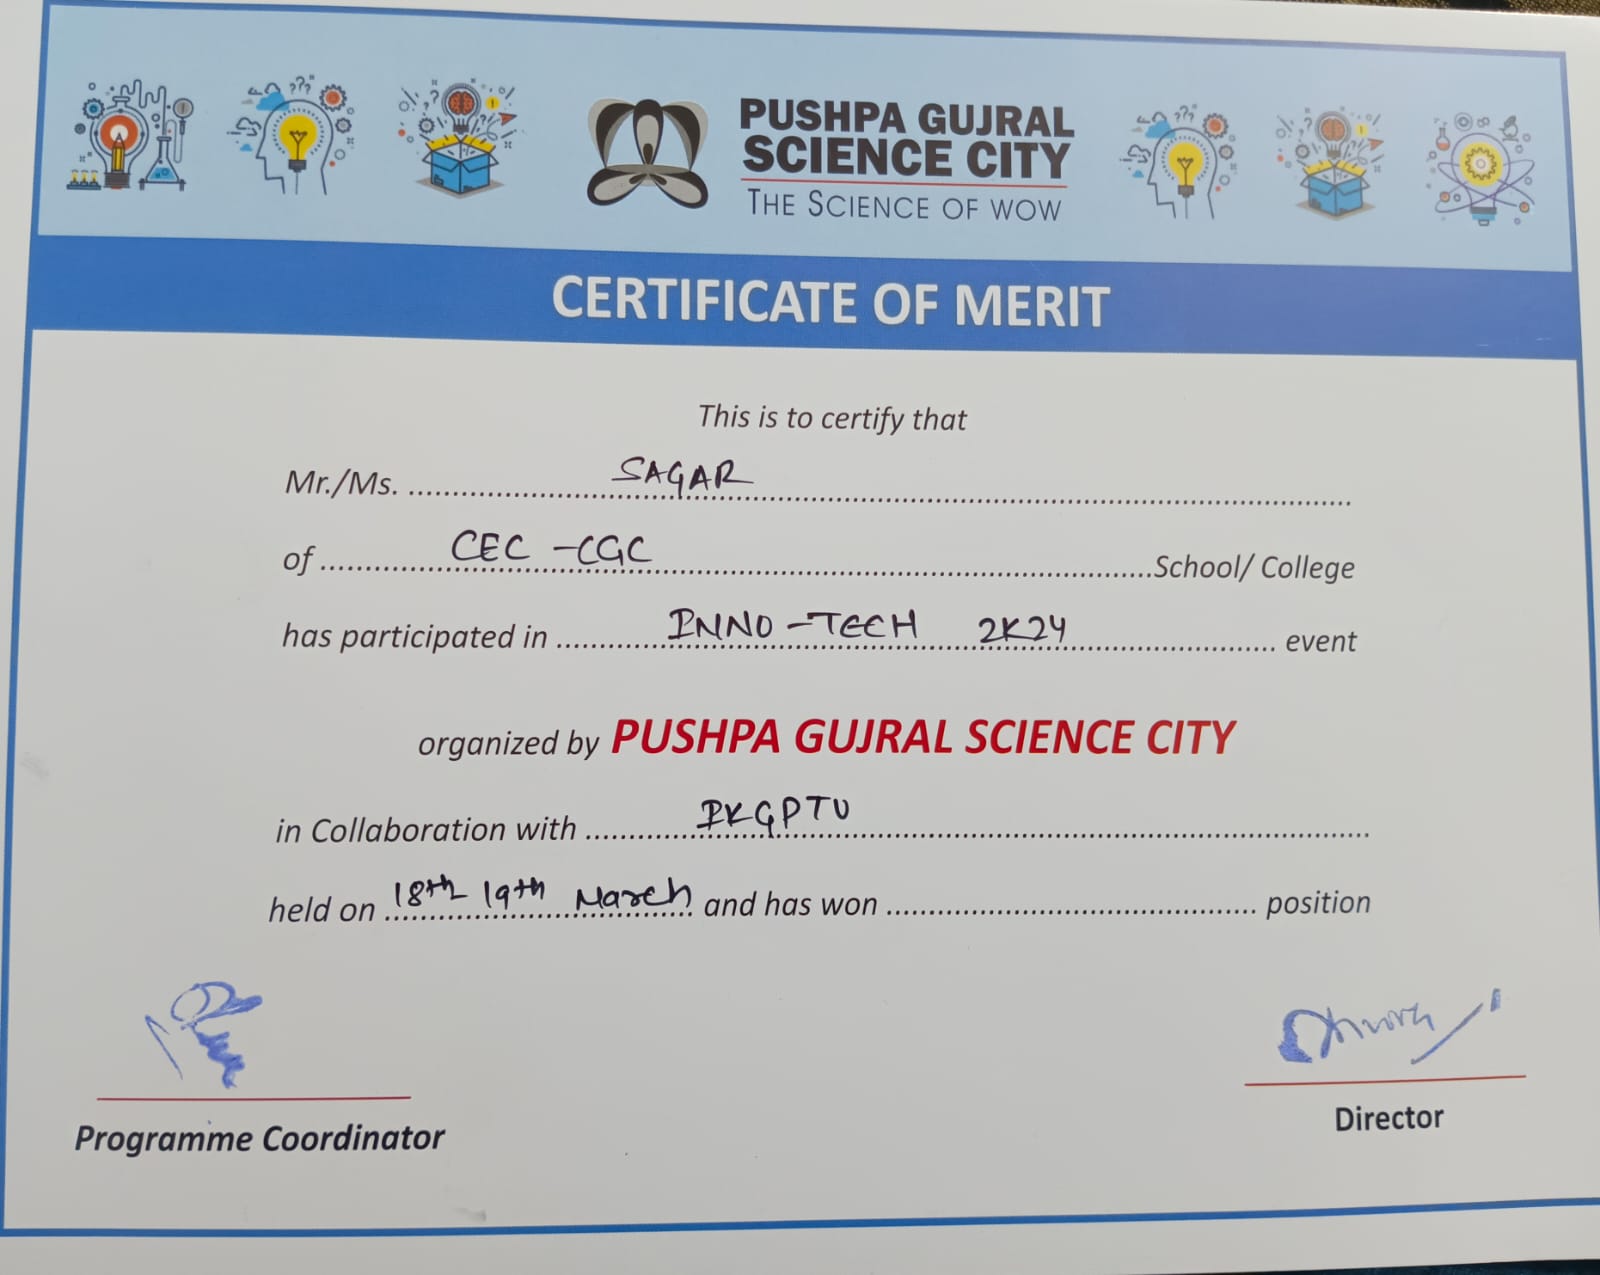 PUSHPA GUJRAL
SCIENCE CITY
THE SCIENCE OF WOW
CERTIFICATE OF MERIT
This is to certify that
Mr./Ms. SAGAR
of CEC - CGC School/ College
has participated in INNO - TECH 2K24 event
organized by PUSHPA GUJRAL SCIENCE CITY
in Collaboration with IKGPTU
held on 18th 19th March and has won position
Programme Coordinator
Director